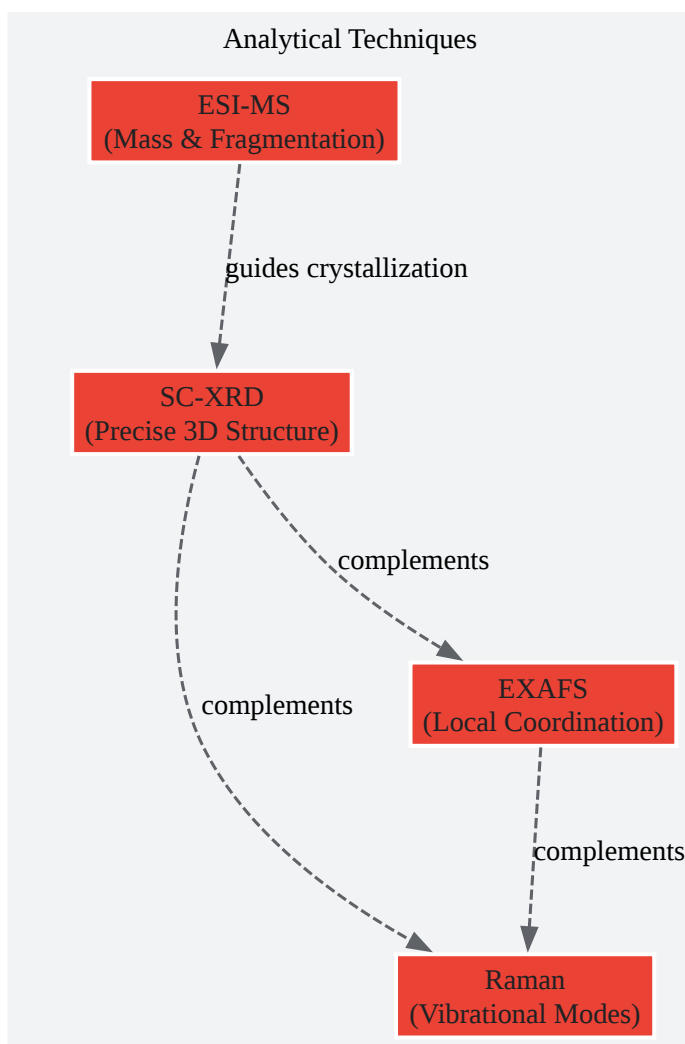 Analytical Techniques
ESI-MS
(Mass & Fragmentation)
guides crystallization
SC-XRD
(Precise 3D Structure)
complements
EXAFS
(Local Coordination)
complements
complements
Raman
(Vibrational Modes)